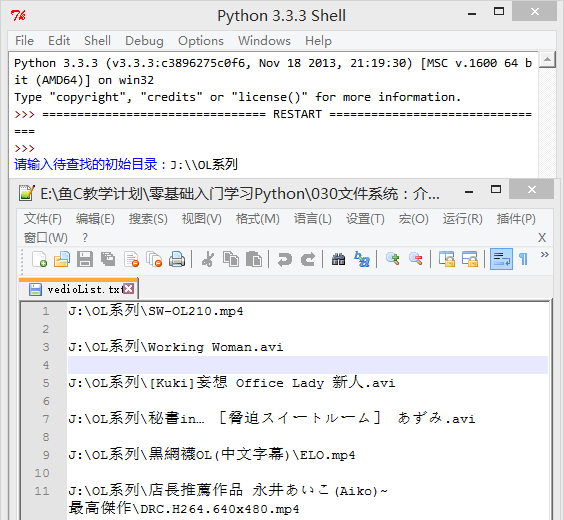 Python 3.3.3 Shell
File Edit Shell Debug Options Windows Help
Python 3.3.3 (v3.3.3:c3896275c0f6, Nov 18 2013, 21:19:30) [MSC v.1600 64 b
it (AMD64)] on win32
Type "copyright", "credits" or "license()" for more information.
>>> ================================ RESTART ================================
===
>>>
请输入待查找的初始目录：J:\\OL系列
E:\鱼C教学计划\零基础入门学习Python\030文件系统：介...
文件(F) 编辑(E) 搜索(S) 视图(V) 格式(M) 语言(L) 设置(T) 宏(O) 运行(R) 插件(P)
窗口(W) ? X
vedioList.txt
1 J:\OL系列\SW-OL210.mp4
2
3 J:\OL系列\Working Woman.avi
4
5 J:\OL系列\[Kuki]妄想 Office Lady 新人.avi
6
7 J:\OL系列\秘書in… ［脅迫スイートルーム］ あずみ.avi
8
9 J:\OL系列\黑網襪OL(中文字幕)\ELO.mp4
10
11 J:\OL系列\店長推薦作品 永井あいこ(Aiko)~
最高傑作\DRC.H264.640x480.mp4